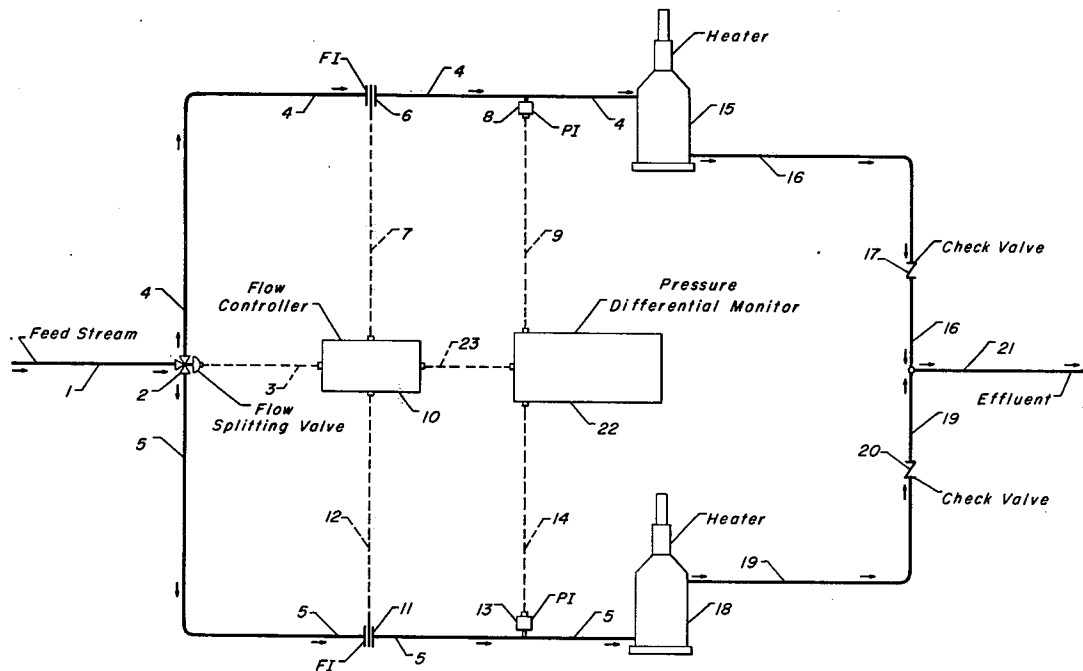 Heater
FI
4
4
6
8
PI
4
15
16
7
9
17
Check Valve
Flow
Controller
Pressure
Differential Monitor
4
16
Feed Stream
23
21
1
2
3
Flow
Splitting Valve
10
22
Effluent
5
19
20
Check Valve
12
14
Heater
19
5
11
13
PI
5
18
FI
5